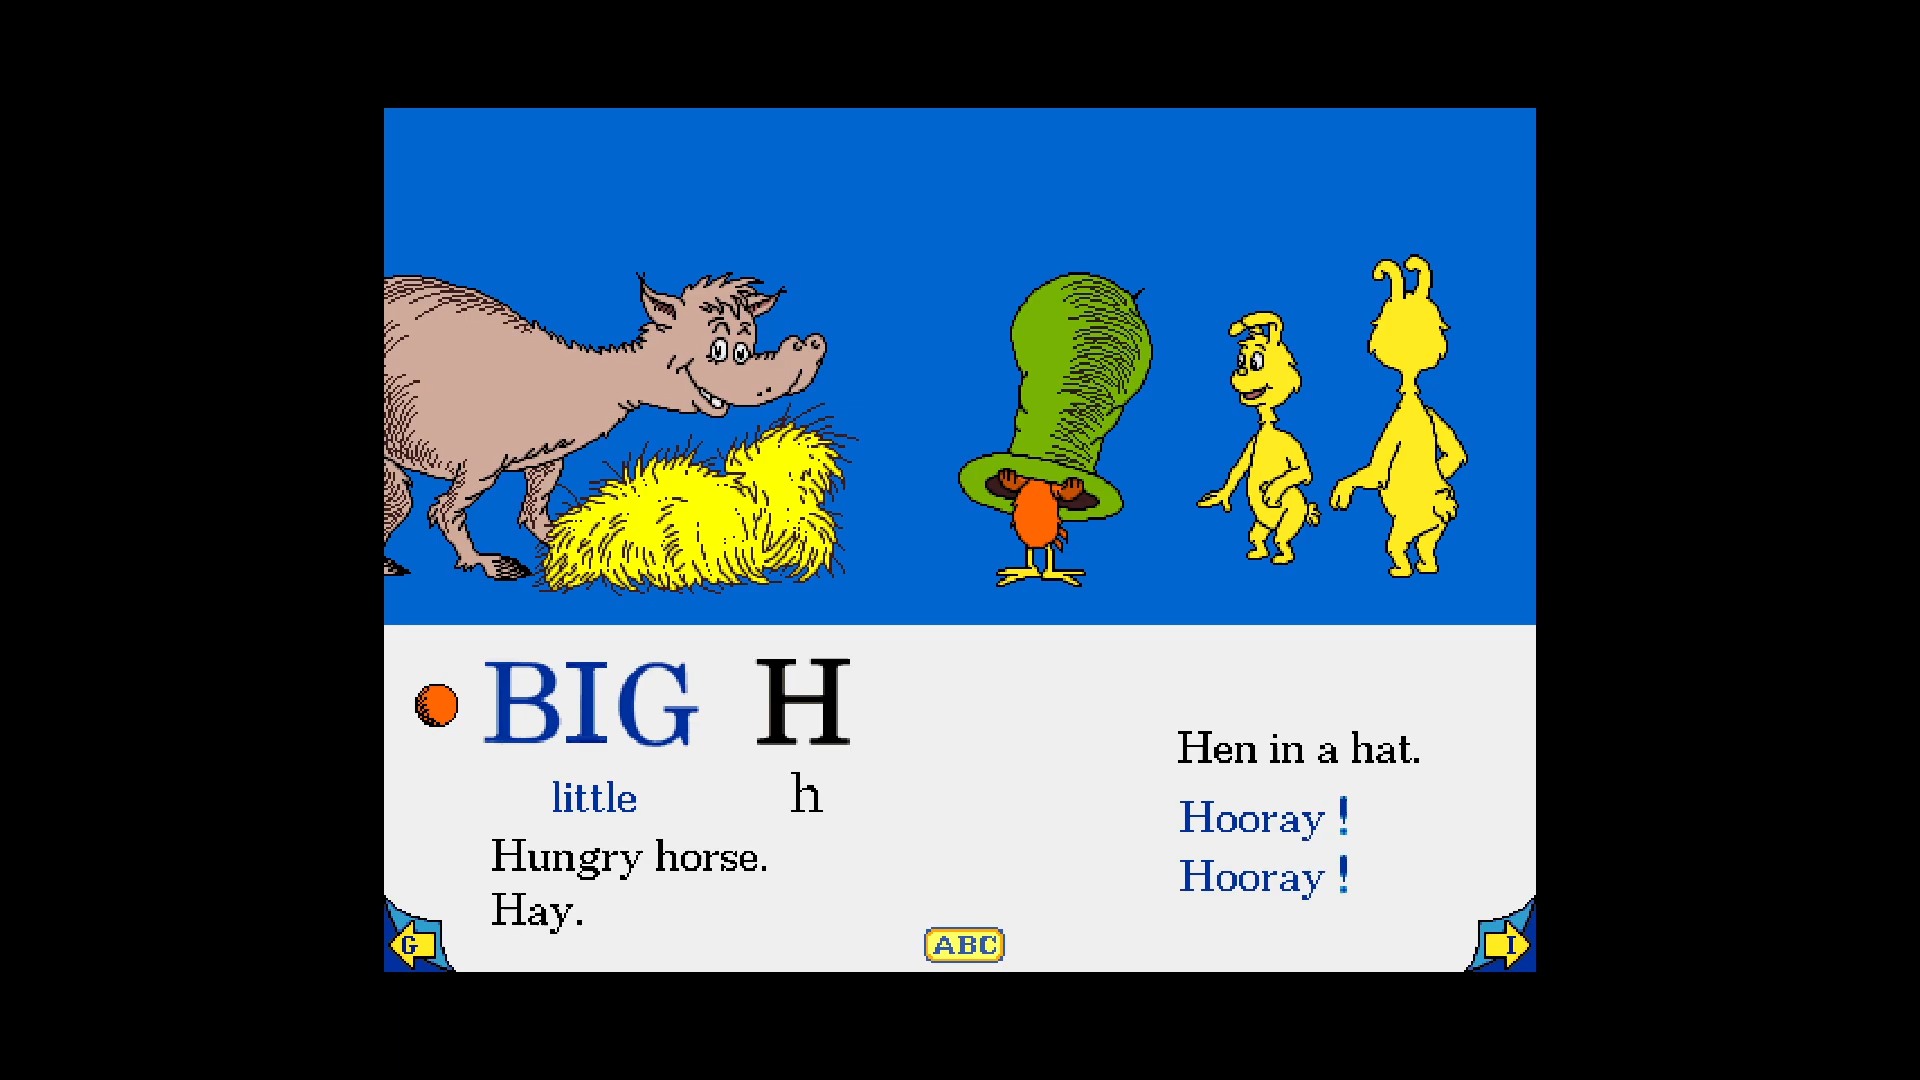 BIG H
little h
Hungry horse.
Hay.
Hen in a hat.
Hooray!
Hooray!
G
ABC
I